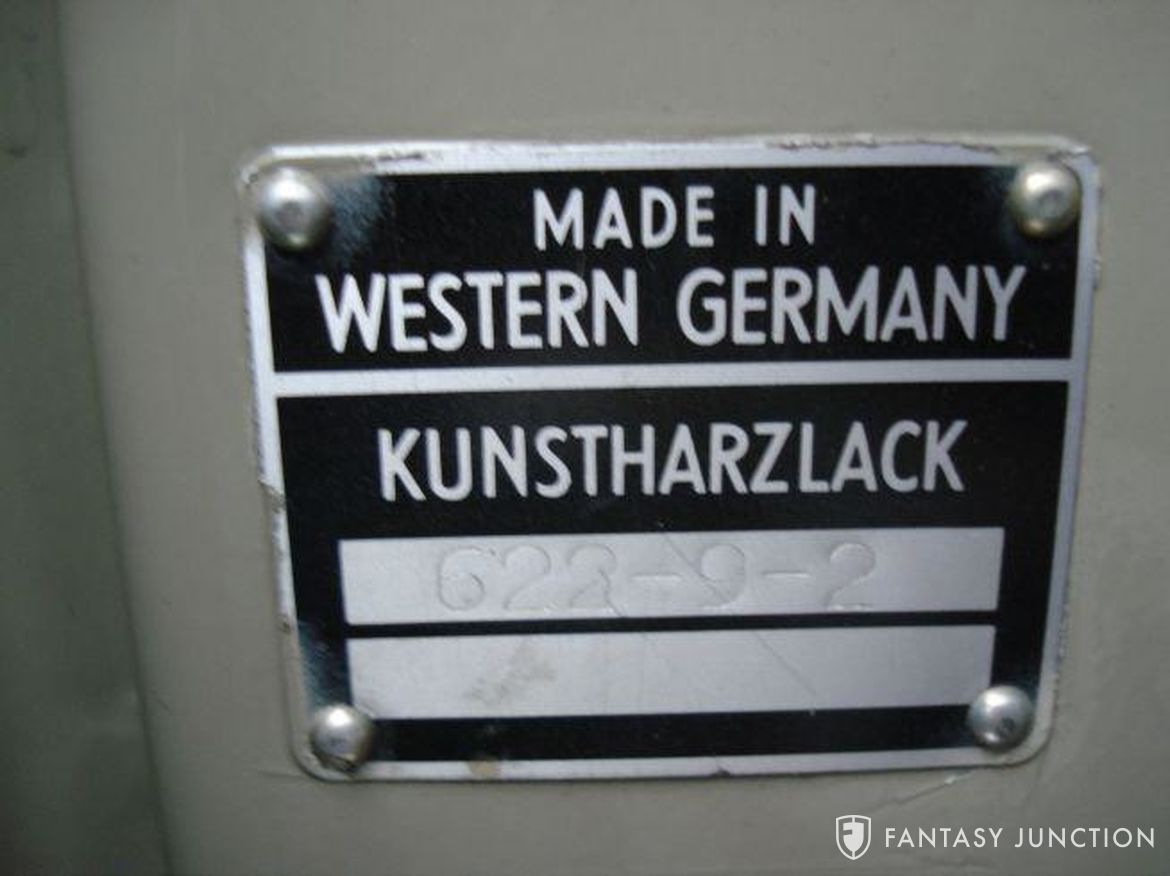 MADE IN
WESTERN GERMANY
KUNSTHARZLACK
622-9-2
FANTASY JUNCTION